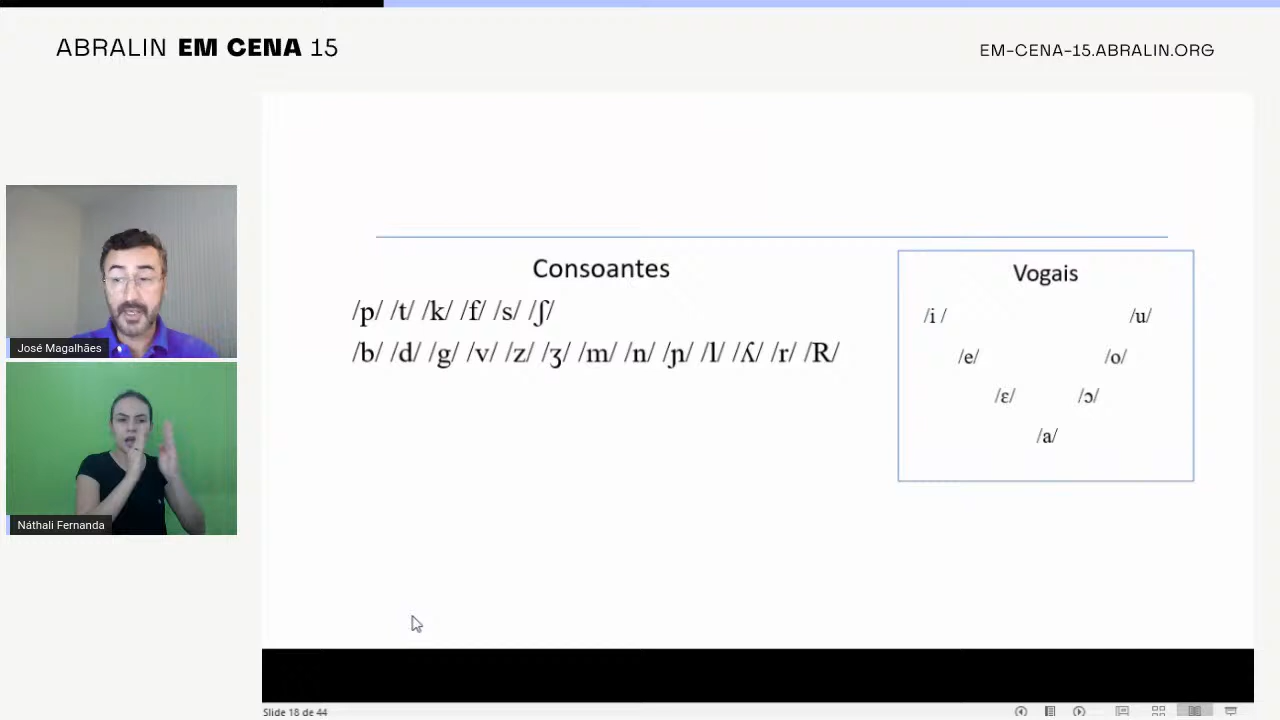 ABRALIN EM CENA 15
EM-CENA-15.ABRALIN.ORG
Consoantes
/p/ /t/ /k/ /f/ /s/ /ʃ/
/b/ /d/ /g/ /v/ /z/ /ʒ/ /m/ /n/ /ɲ/ /l/ /ʎ/ /r/ /R/
Vogais
/i / /u/
/e/ /o/
/ɛ/ /ɔ/
/a/
José Magalhães
Náthali Fernanda
Slide 18 de 44